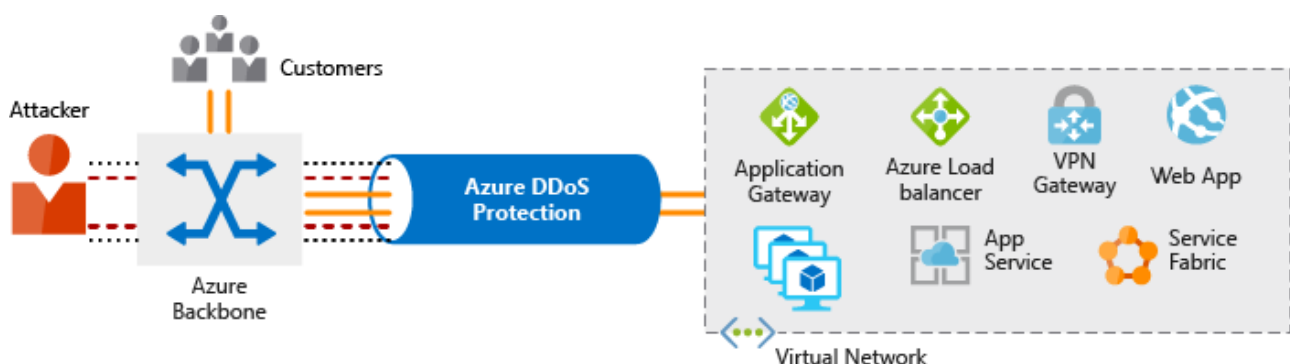 Customers
Attacker
Azure DDoS
Protection
Azure
Backbone
Application
Gateway
Azure Load
balancer
VPN
Gateway
Web App
App
Service
Service
Fabric
Virtual Network